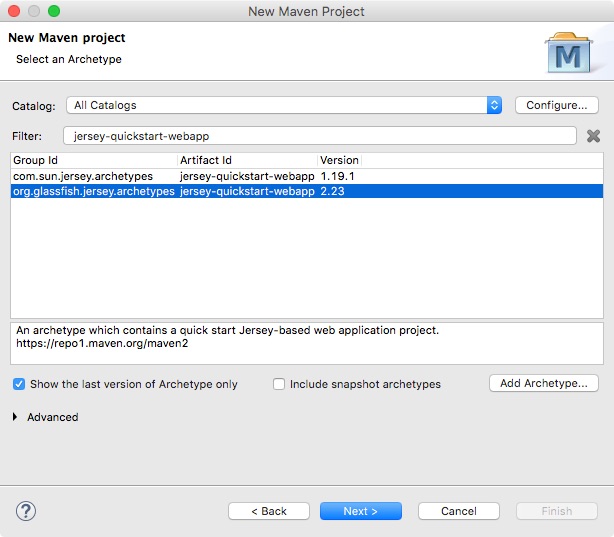 New Maven Project
New Maven project
Select an Archetype
M
Catalog: All Catalogs Configure...
Filter: jersey-quickstart-webapp
Group Id Artifact Id Version
com.sun.jersey.archetypes jersey-quickstart-webapp 1.19.1
org.glassfish.jersey.archetypes jersey-quickstart-webapp 2.23
An archetype which contains a quick start Jersey-based web application project.
https://repo1.maven.org/maven2
Show the last version of Archetype only Include snapshot archetypes Add Archetype...
Advanced
? < Back Next > Cancel Finish